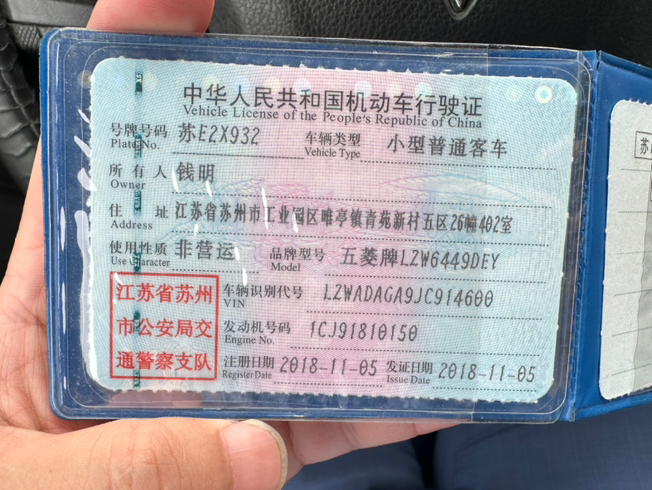 中华人民共和国机动车行驶证
Vehicle License of the People's Republic of China
号牌号码 苏E2X932 车辆类型 小型普通客车
Plate No. Vehicle Type
所有人 钱明
Owner
住址 江苏省苏州市工业园区唯亭镇青苑新村五区26幢402室
Address
使用性质 非营运 品牌型号 五菱牌LZW6449DEY
Use Character Model
江苏省苏州
市公安局交
通警察支队
车辆识别代号 LZWADAGA9JC914600
VIN
发动机号码 1CJ91810150
Engine No.
注册日期 2018-11-05 发证日期 2018-11-05
Register Date Issue Date
苏